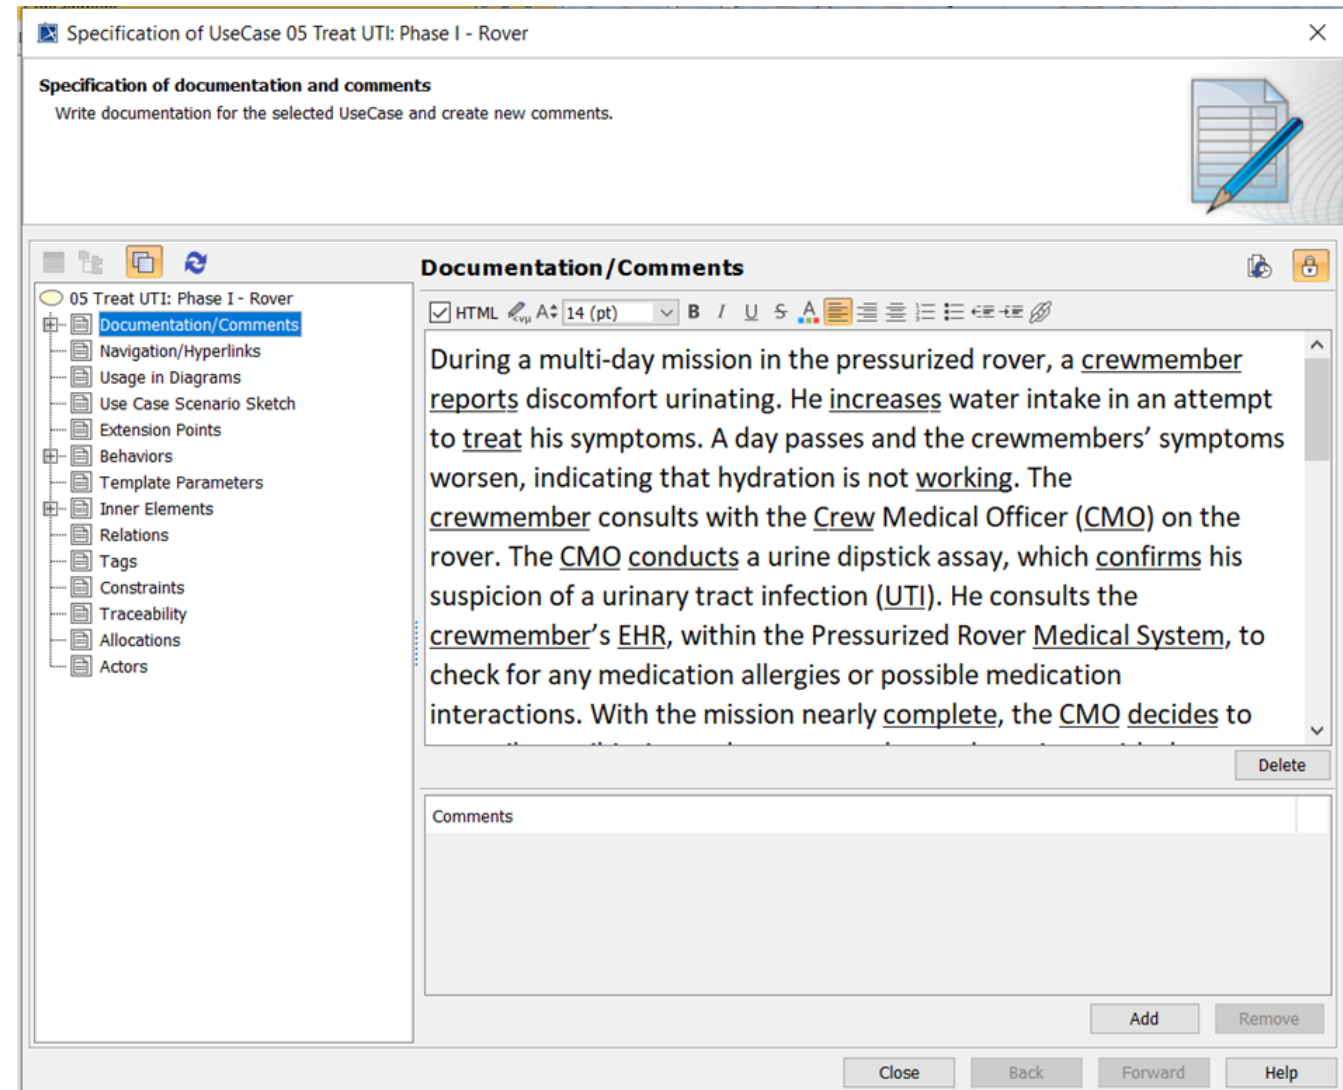 Specification of UseCase 05 Treat UTI: Phase I - Rover
Specification of documentation and comments
Write documentation for the selected UseCase and create new comments.
05 Treat UTI: Phase I - Rover
Documentation/Comments
Navigation/Hyperlinks
Usage in Diagrams
Use Case Scenario Sketch
Extension Points
Behaviors
Template Parameters
Inner Elements
Relations
Tags
Constraints
Traceability
Allocations
Actors
Documentation/Comments
HTML 14 (pt) B I U S A
During a multi-day mission in the pressurized rover, a crewmember
reports discomfort urinating. He increases water intake in an attempt
to treat his symptoms. A day passes and the crewmembers’ symptoms
worsen, indicating that hydration is not working. The
crewmember consults with the Crew Medical Officer (CMO) on the
rover. The CMO conducts a urine dipstick assay, which confirms his
suspicion of a urinary tract infection (UTI). He consults the
crewmember’s EHR, within the Pressurized Rover Medical System, to
check for any medication allergies or possible medication
interactions. With the mission nearly complete, the CMO decides to
Delete
Comments
Add Remove
Close Back Forward Help